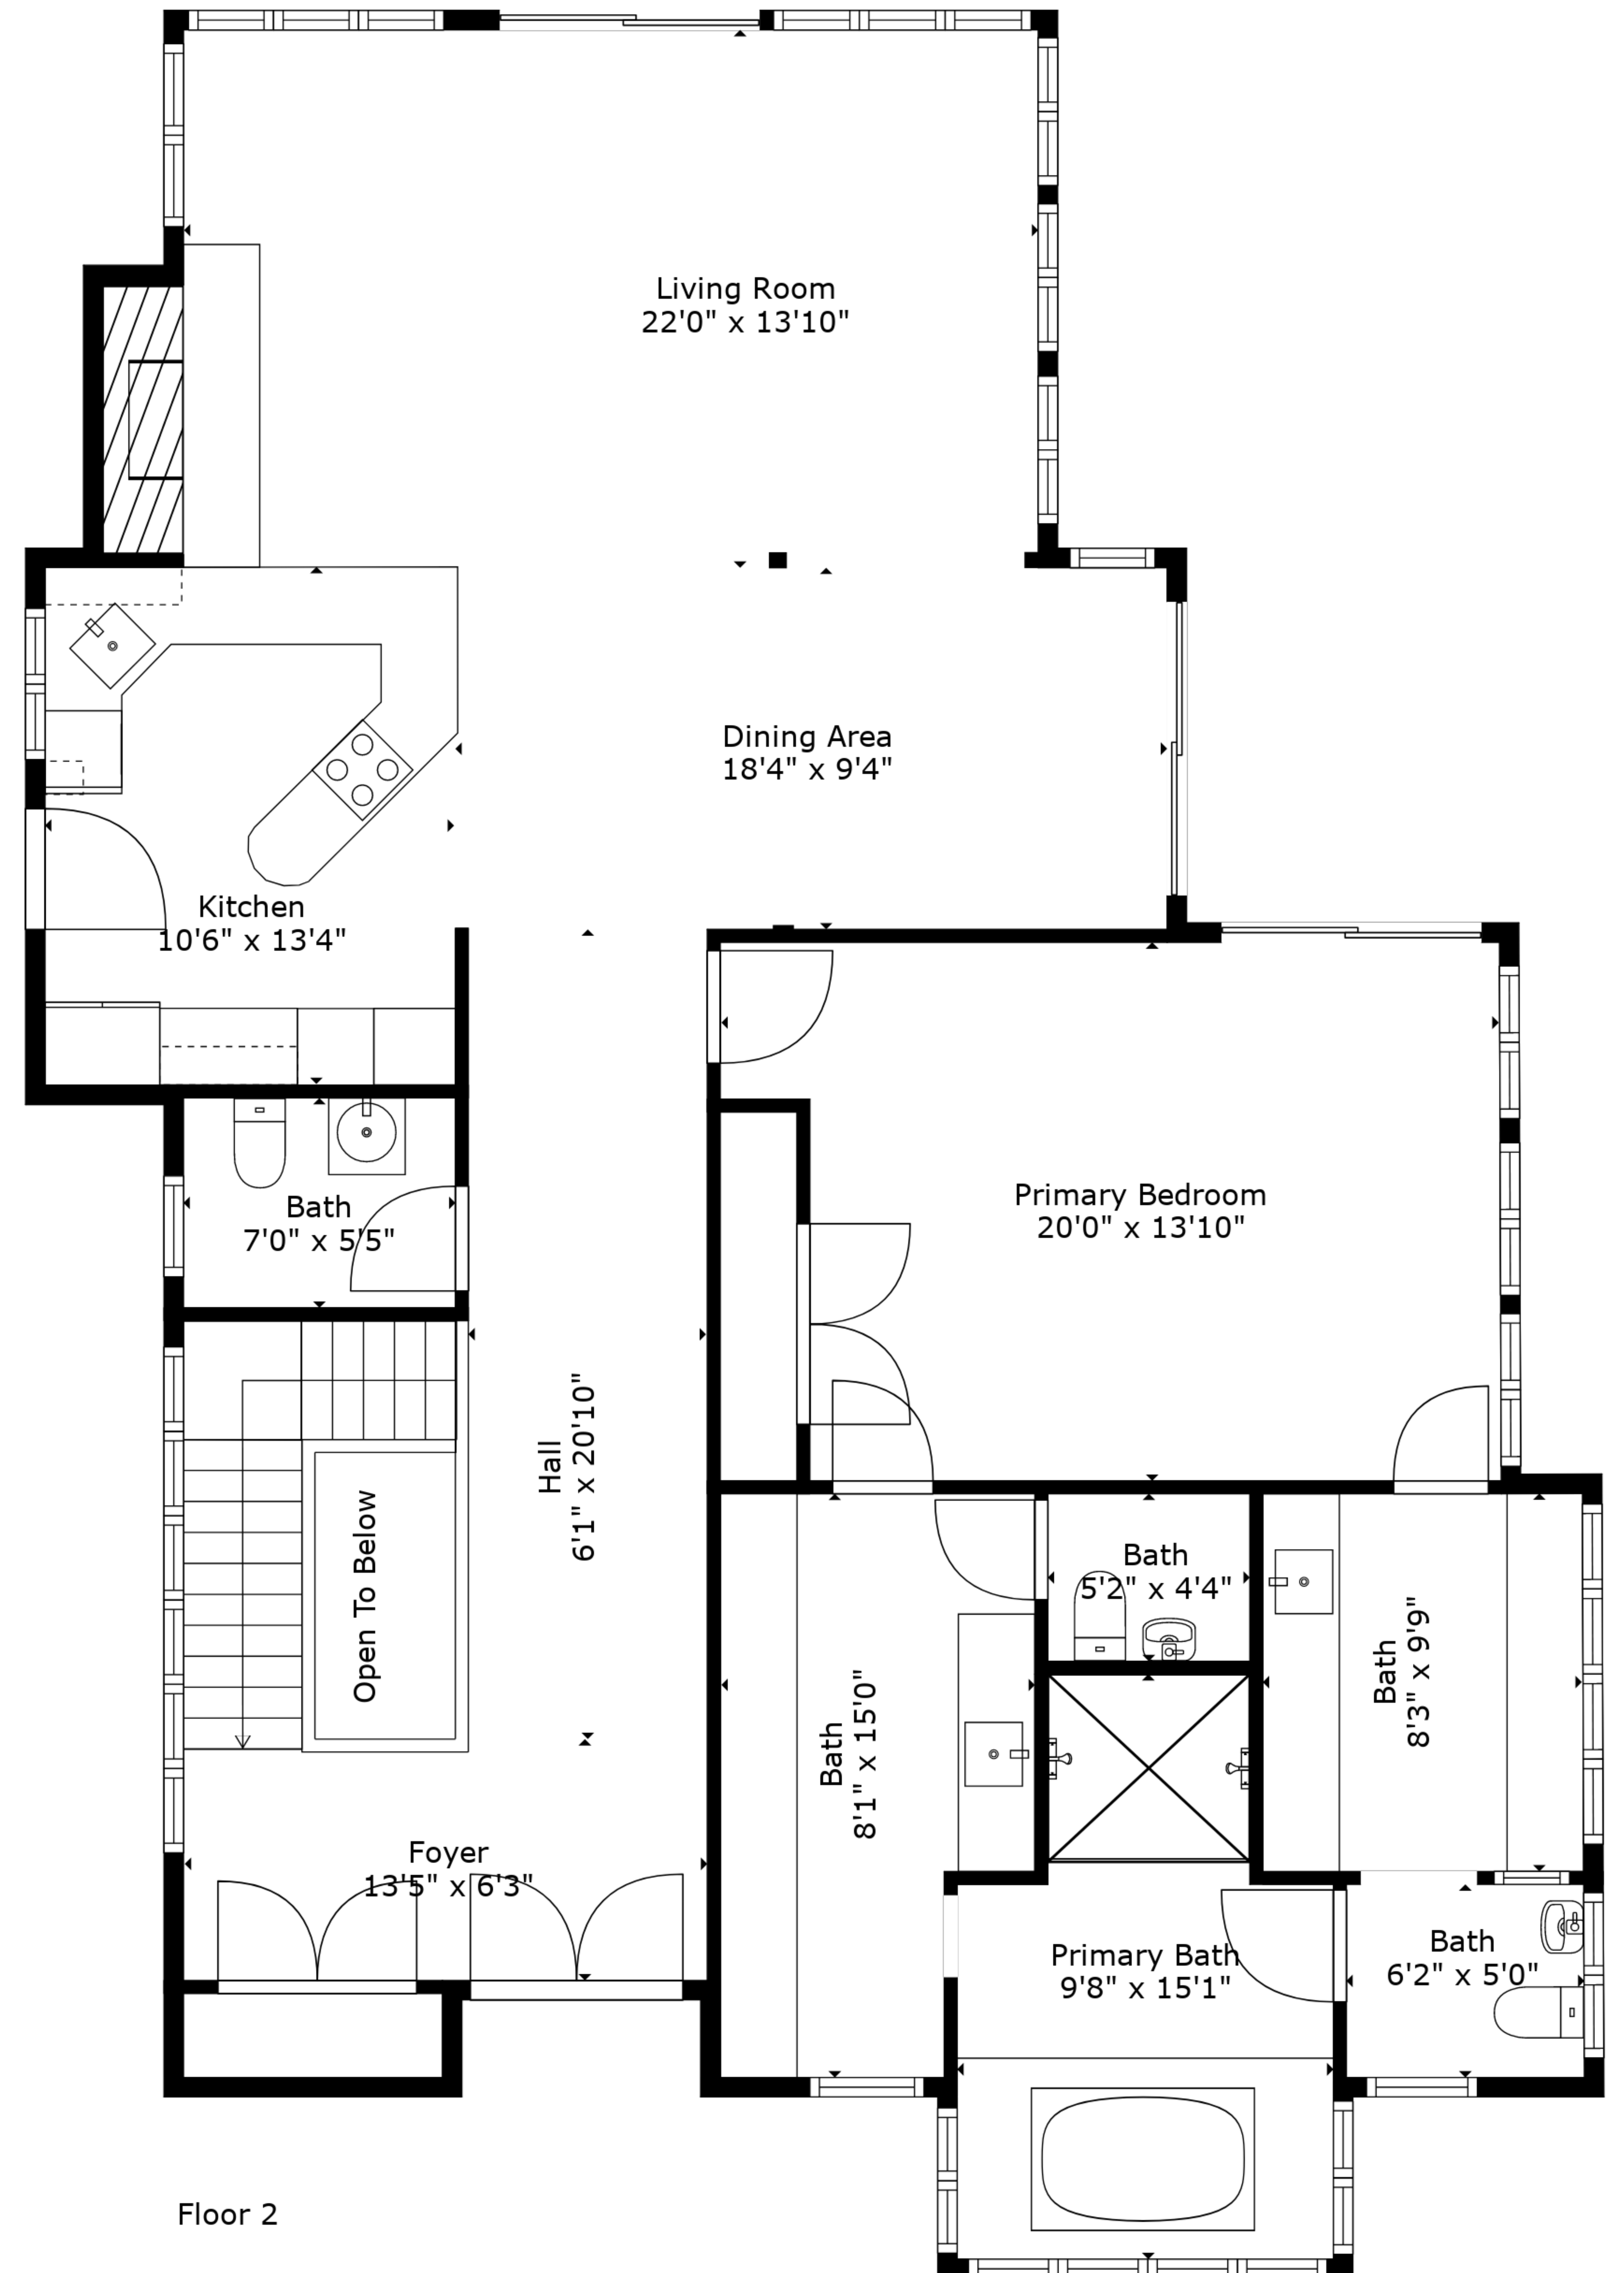 Living Room
22'0" x 13'10"
Dining Area
18'4" x 9'4"
Kitchen
10'6" x 13'4"
Primary Bedroom
20'0" x 13'10"
Bath
7'0" x 5'5"
Hall
6'1" x 20'10"
Open To Below
Bath
5'2" x 4'4"
Bath
8'3" x 9'9"
Bath
8'1" x 15'0"
Foyer
13'5" x 6'3"
Primary Bath
9'8" x 15'1"
Bath
6'2" x 5'0"
Floor 2